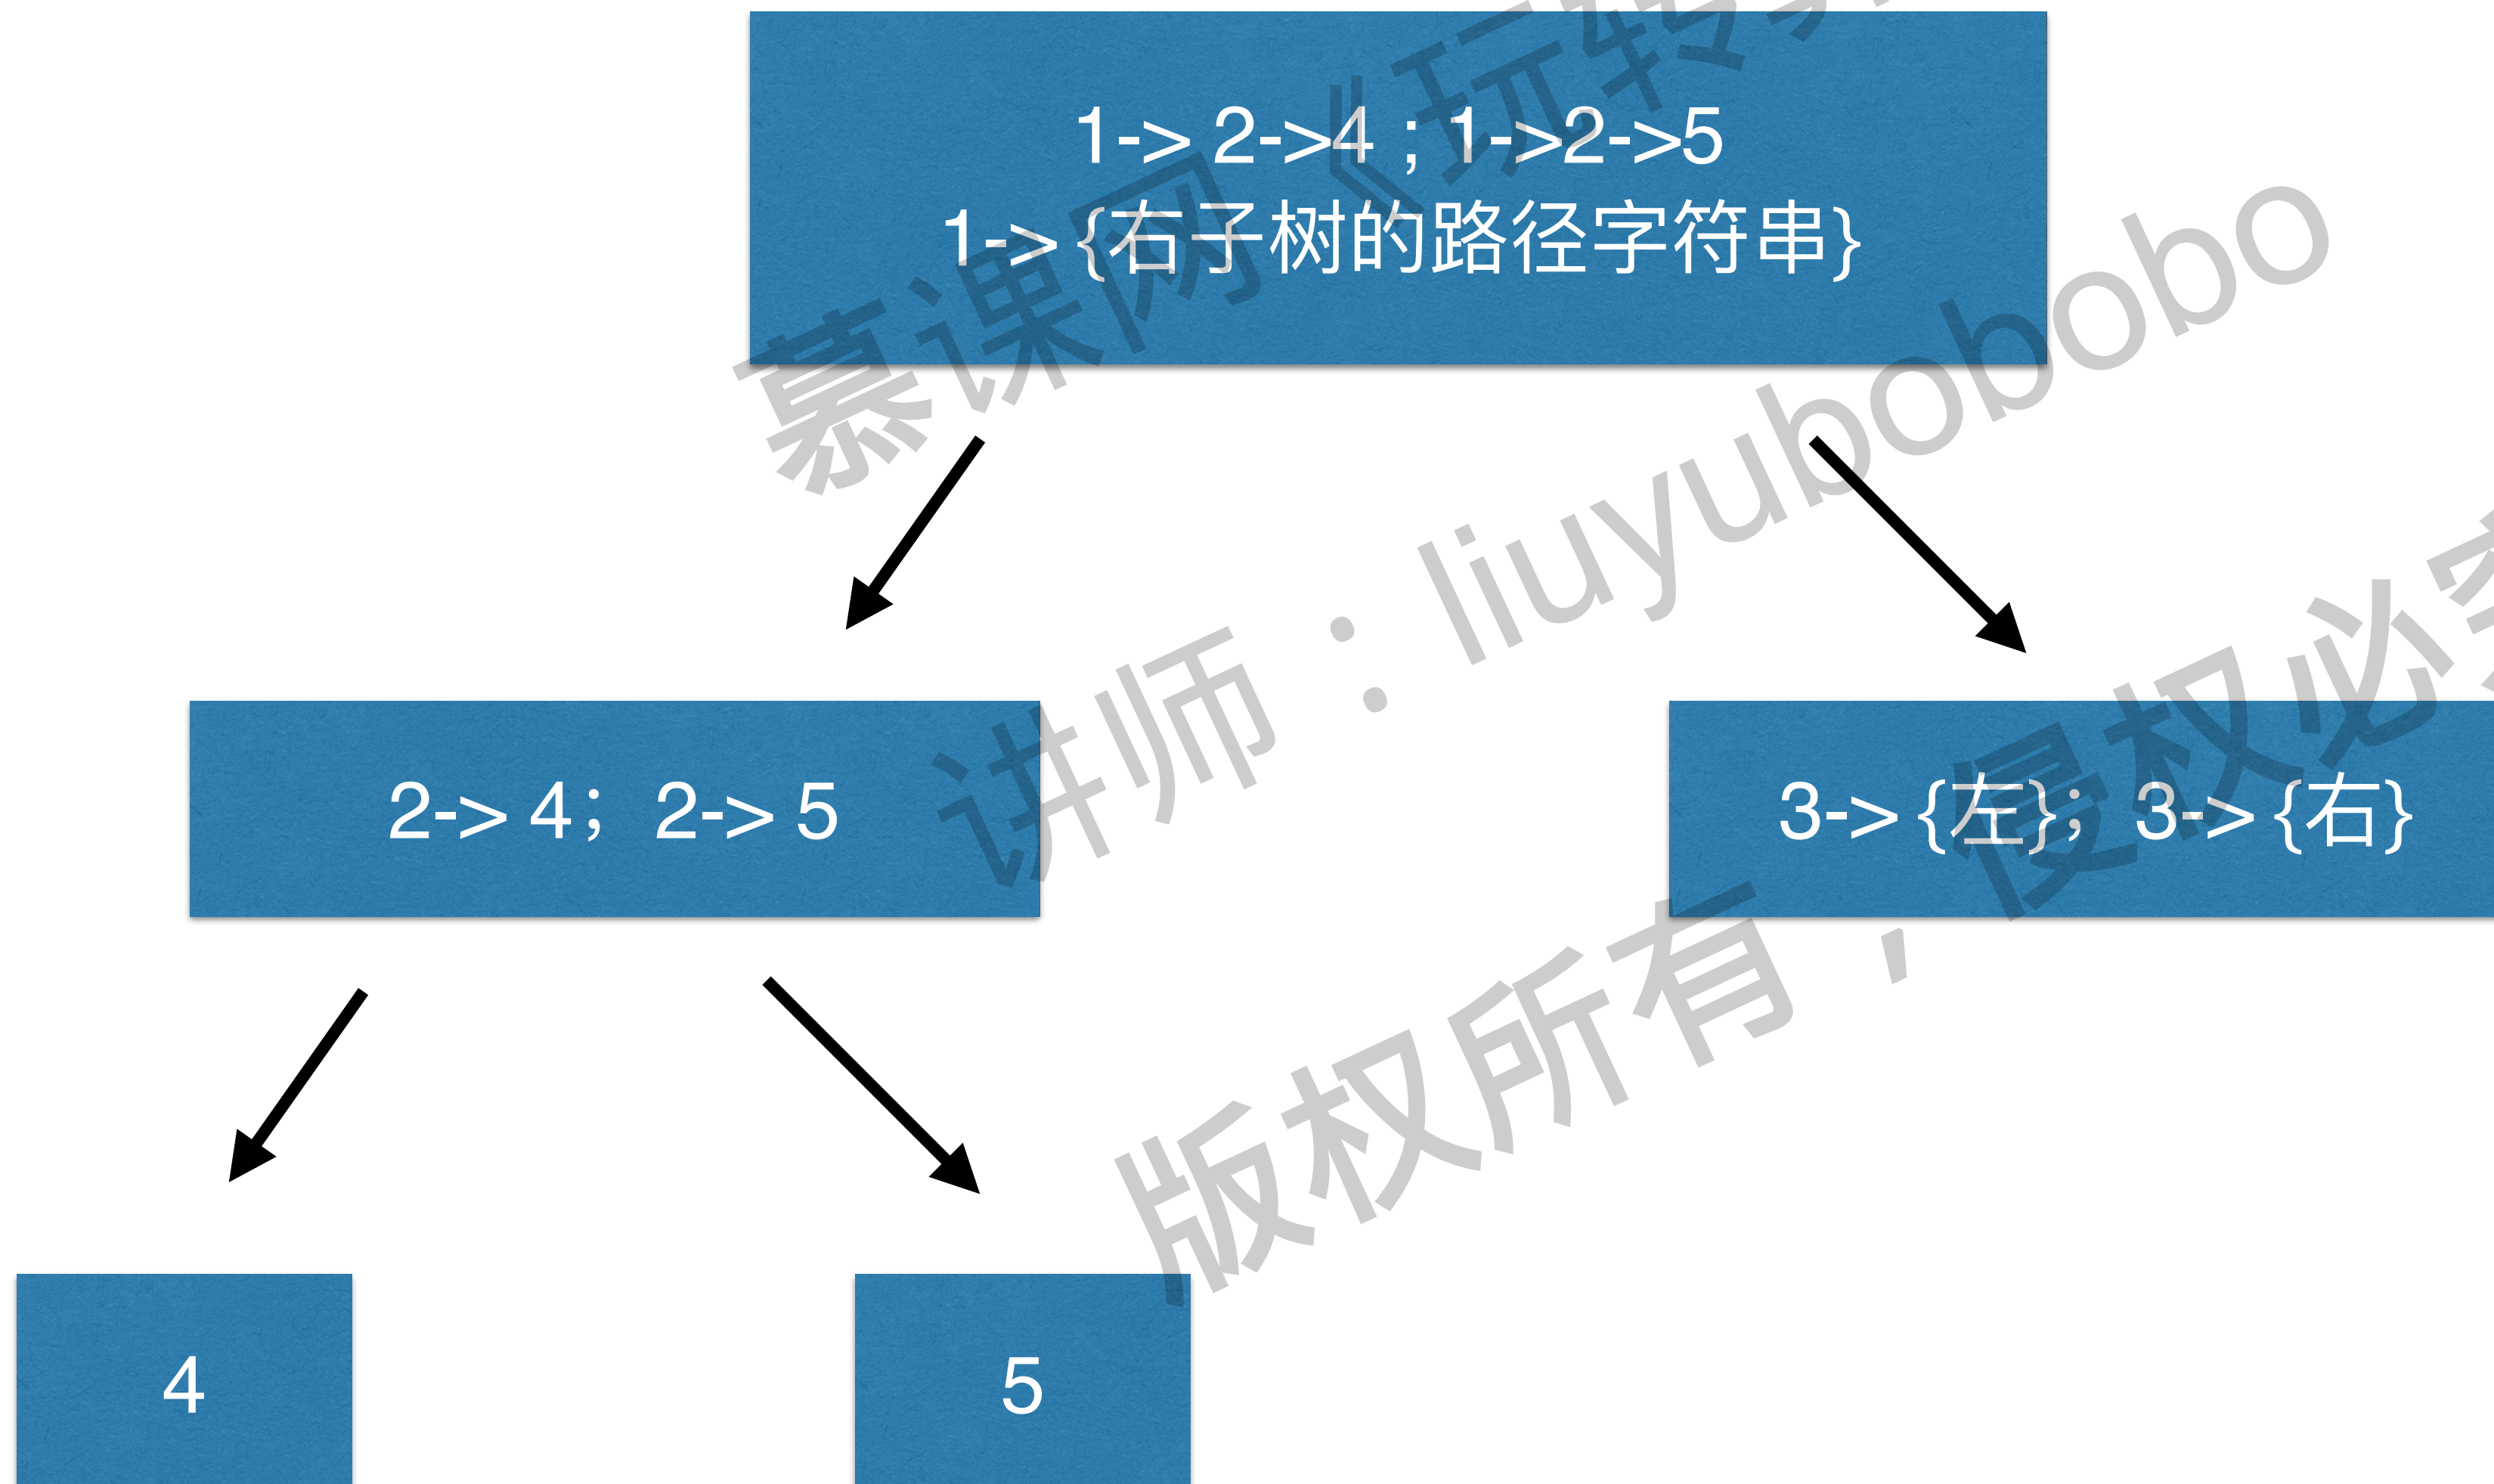 1-> 2->4 ; 1->2->5
1-> {右子树的路径字符串}
2-> 4； 2-> 5
3-> {左}； 3-> {右}
4
5
慕课网《玩转
讲师：liuyubobobo
版权所有，侵权必